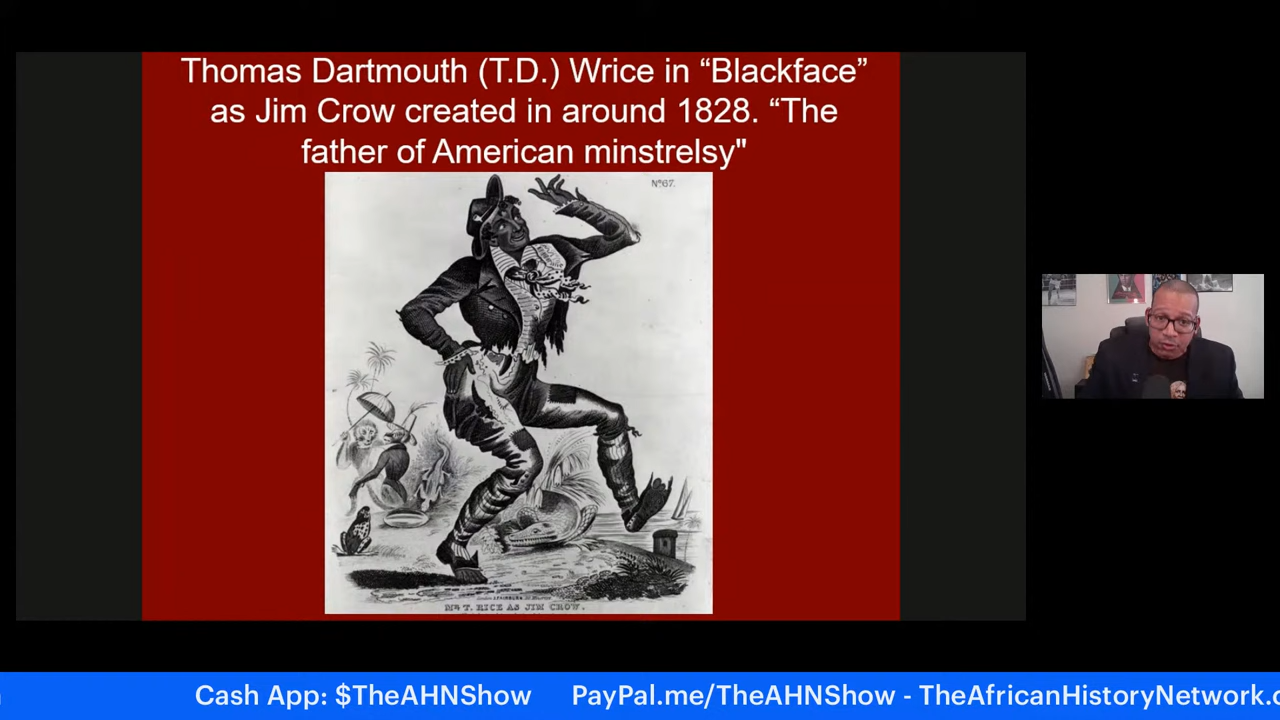 Thomas Dartmouth (T.D.) Wrice in “Blackface”
as Jim Crow created in around 1828. “The
father of American minstrelsy"
No 67.
Mr T. RICE AS JIM CROW.
Cash App: $TheAHNShow PayPal.me/TheAHNShow - TheAfricanHistoryNetwork.c